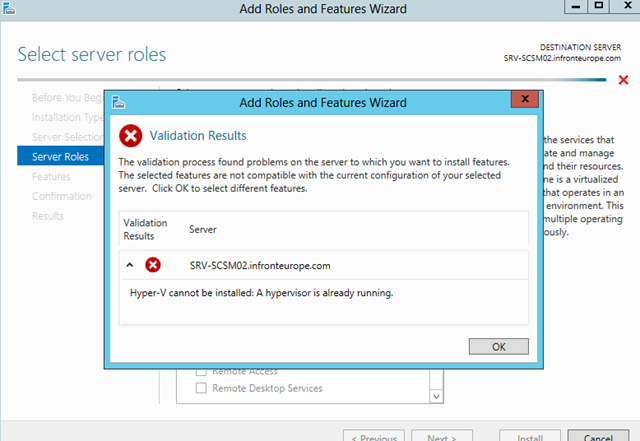 Add Roles and Features Wizard
Select server roles
DESTINATION SERVER
SRV-SCSM02.infronteurope.com
Before You Beg
Installation Type
Server Selection
Server Roles
Features
Confirmation
Results
Add Roles and Features Wizard
Validation Results
The validation process found problems on the server to which you want to install features.
The selected features are not compatible with the current configuration of your selected
server. Click OK to select different features.
Validation
Results
Server
SRV-SCSM02.infronteurope.com
Hyper-V cannot be installed: A hypervisor is already running.
OK
the services that
ate and manage
nd their resources.
me is a virtualized
that operates in an
environment. This
multiple operating
ously.
Remote Access
Remote Desktop Services
< Previous
Next >
Install
Cancel